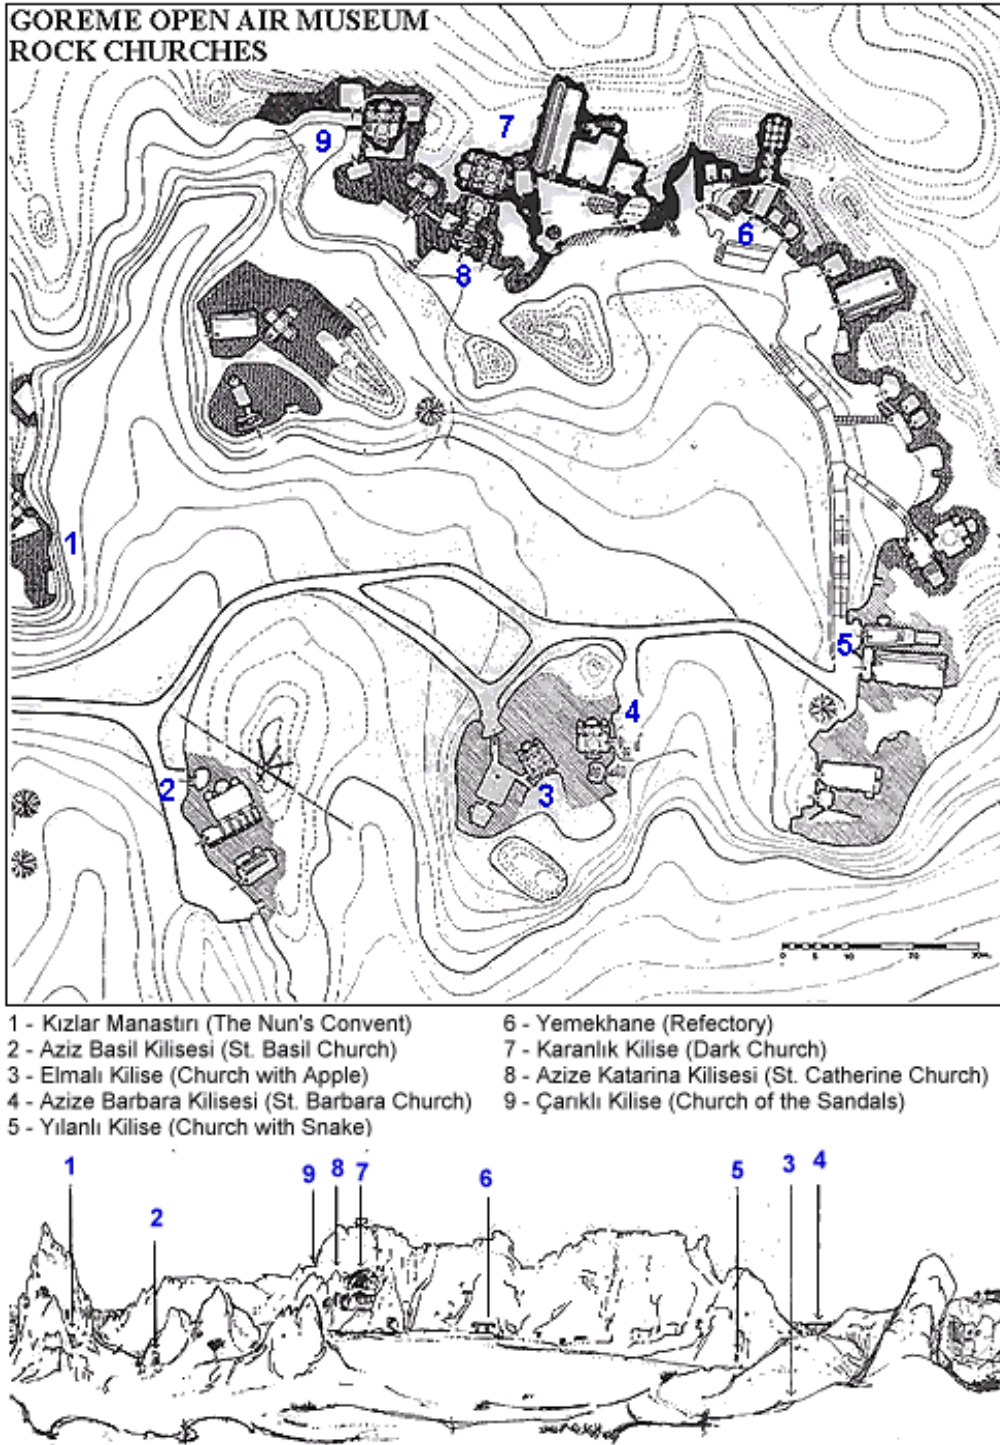 GOREME OPEN AIR MUSEUM
ROCK CHURCHES
9
7
6
8
1
5
4
2
3
0 5 10 20 30m.
1 - Kızlar Manastırı (The Nun's Convent)
2 - Aziz Basil Kilisesi (St. Basil Church)
3 - Elmalı Kilise (Church with Apple)
4 - Azize Barbara Kilisesi (St. Barbara Church)
5 - Yılanlı Kilise (Church with Snake)
6 - Yemekhane (Refectory)
7 - Karanlık Kilise (Dark Church)
8 - Azize Katarina Kilisesi (St. Catherine Church)
9 - Çarıklı Kilise (Church of the Sandals)
1 2 9 8 7 6 5 3 4